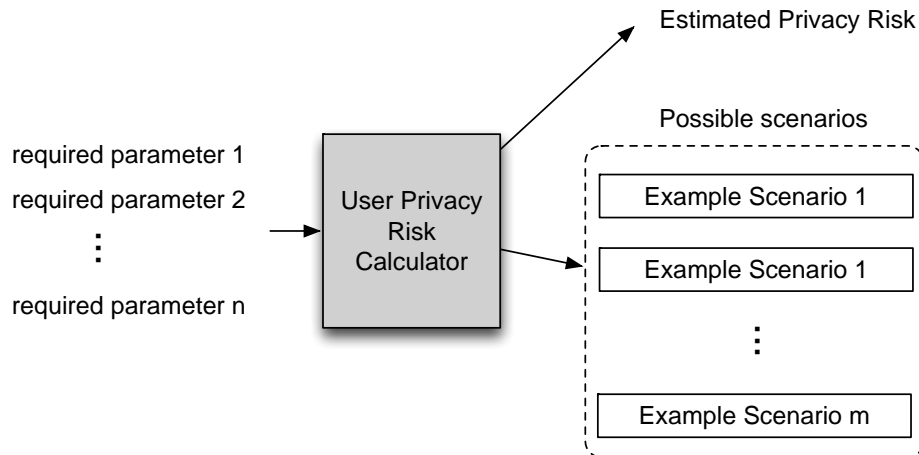 Estimated Privacy Risk
Possible scenarios
required parameter 1
required parameter 2
required parameter n
User Privacy
Risk
Calculator
Example Scenario 1
Example Scenario 1
Example Scenario m